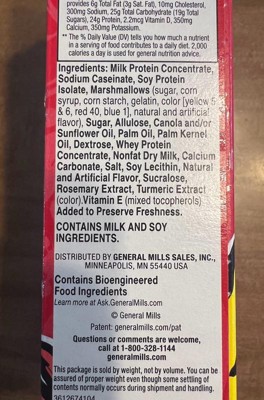 provides 6g Total Fat (3g Sat. Fat), 10mg Cholesterol,
300mg Sodium, 25g Total Carbohydrate (19g Total
Sugars), 24g Protein, 2.2mcg Vitamin D, 350mg
Calcium, 350mg Potassium.
** The % Daily Value (DV) tells you how much a nutrient
in a serving of food contributes to a daily diet. 2,000
calories a day is used for general nutrition advice.
Ingredients: Milk Protein Concentrate,
Sodium Caseinate, Soy Protein
Isolate, Marshmallows (sugar, corn
syrup, corn starch, gelatin, color [yellow 5
& 6, red 40, blue 1], natural and artificial
flavor), Sugar, Allulose, Canola and/or
Sunflower Oil, Palm Oil, Palm Kernel
Oil, Dextrose, Whey Protein
Concentrate, Nonfat Dry Milk, Calcium
Carbonate, Salt, Soy Lecithin, Natural
and Artificial Flavor, Sucralose,
Rosemary Extract, Turmeric Extract
(color). Vitamin E (mixed tocopherols)
Added to Preserve Freshness.
CONTAINS MILK AND SOY
INGREDIENTS.
DISTRIBUTED BY GENERAL MILLS SALES, INC.,
MINNEAPOLIS, MN 55440 USA
Contains Bioengineered
Food Ingredients
Learn more at Ask.GeneralMills.com
© General Mills
Patent: generalmills.com/pat
Questions or comments are welcome,
call at 1-800-328-1144
generalmills.com
This package is sold by weight, not by volume. You can be
assured of proper weight even though some settling of
contents normally occurs during shipment and handling.
3612674104